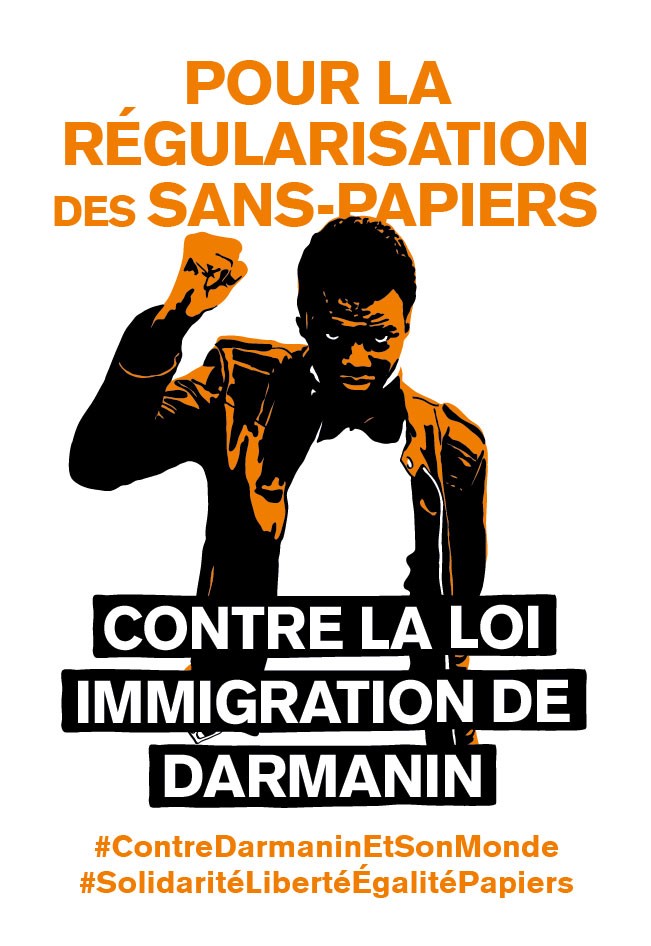 POUR LA
RÉGULARISATION
DES SANS-PAPIERS
CONTRE LA LOI
IMMIGRATION DE
DARMANIN
#ContreDarmaninEtSonMonde
#SolidaritéLibertéÉgalitéPapiers